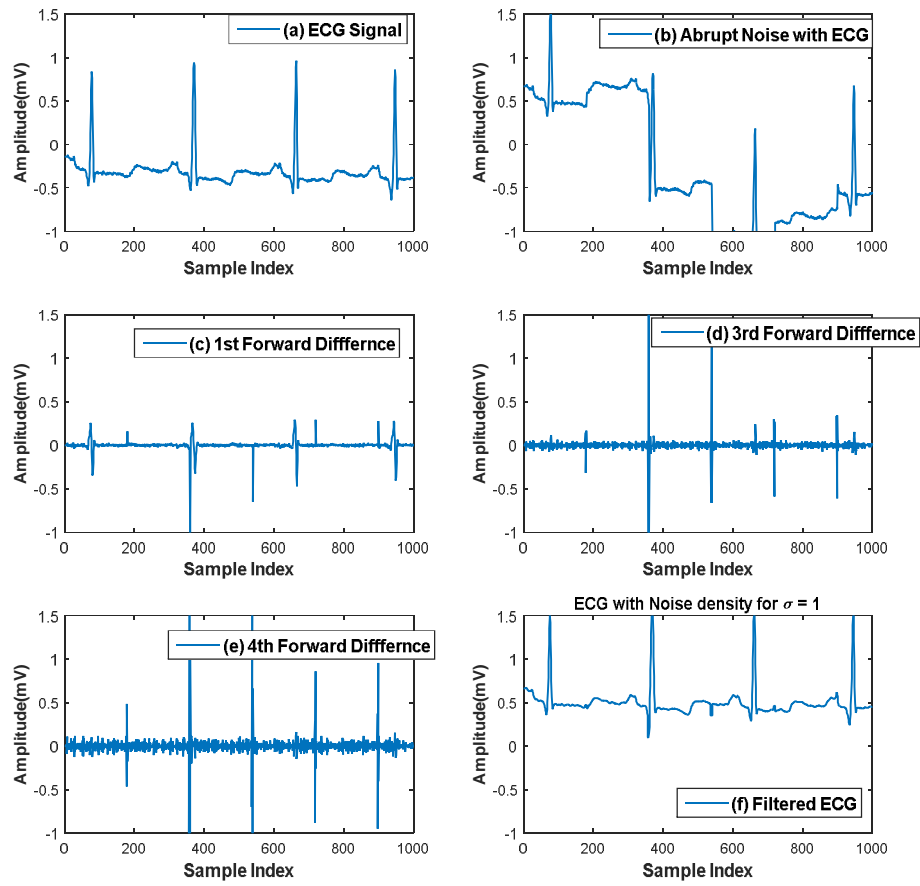 (a) ECG Signal
1.5
1
0.5
0
-0.5
-1
Amplitude(mV)
0 200 400 600 800 1000
Sample Index
(b) Abrupt Noise with ECG
1.5
1
0.5
0
-0.5
-1
Amplitude(mV)
0 200 400 600 800 1000
Sample Index
(c) 1st Forward Difffernce
1.5
1
0.5
0
-0.5
-1
Amplitude(mV)
0 200 400 600 800 1000
Sample Index
(d) 3rd Forward Difffernce
1.5
1
0.5
0
-0.5
-1
Amplitude(mV)
0 200 400 600 800 1000
Sample Index
(e) 4th Forward Difffernce
1.5
1
0.5
0
-0.5
-1
Amplitude(mV)
0 200 400 600 800 1000
Sample Index
ECG with Noise density for σ = 1
1.5
1
0.5
0
-0.5
-1
Amplitude(mV)
(f) Filtered ECG
0 200 400 600 800 1000
Sample Index